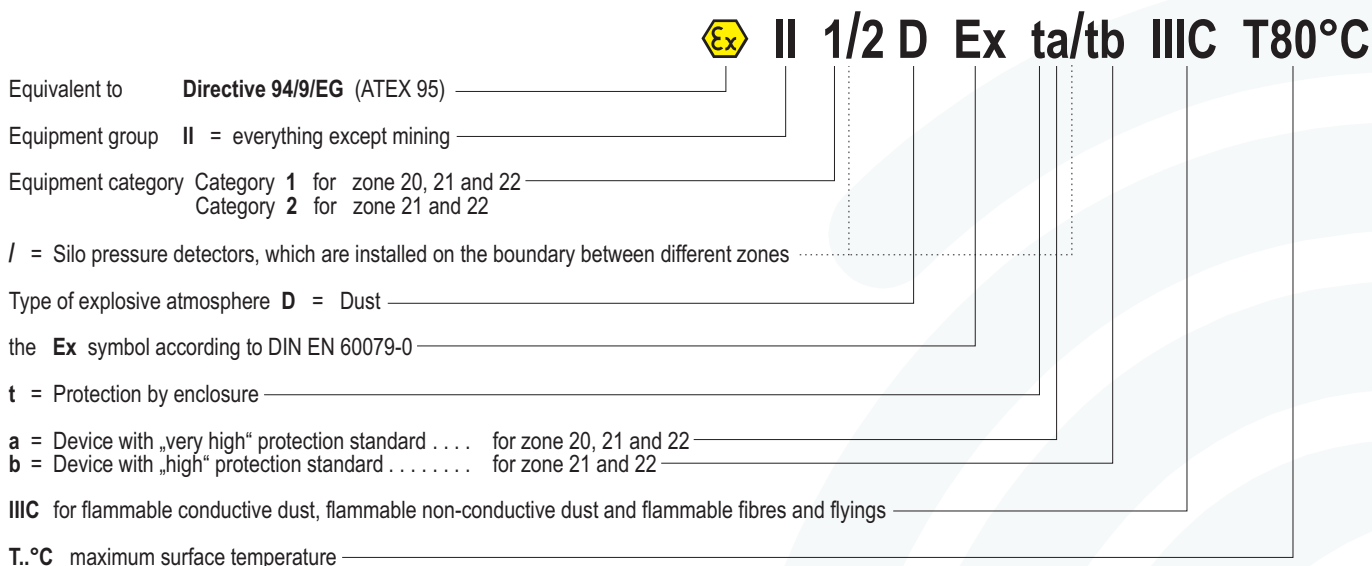 Ex II 1/2 D Ex ta/tb IIIC T80°C
Equivalent to Directive 94/9/EG (ATEX 95)
Equipment group II = everything except mining
Equipment category Category 1 for zone 20, 21 and 22
Category 2 for zone 21 and 22
/ = Silo pressure detectors, which are installed on the boundary between different zones
Type of explosive atmosphere D = Dust
the Ex symbol according to DIN EN 60079-0
t = Protection by enclosure
a = Device with „very high“ protection standard . . . . for zone 20, 21 and 22
b = Device with „high“ protection standard . . . . . . . . for zone 21 and 22
IIIC for flammable conductive dust, flammable non-conductive dust and flammable fibres and flyings
T..°C maximum surface temperature